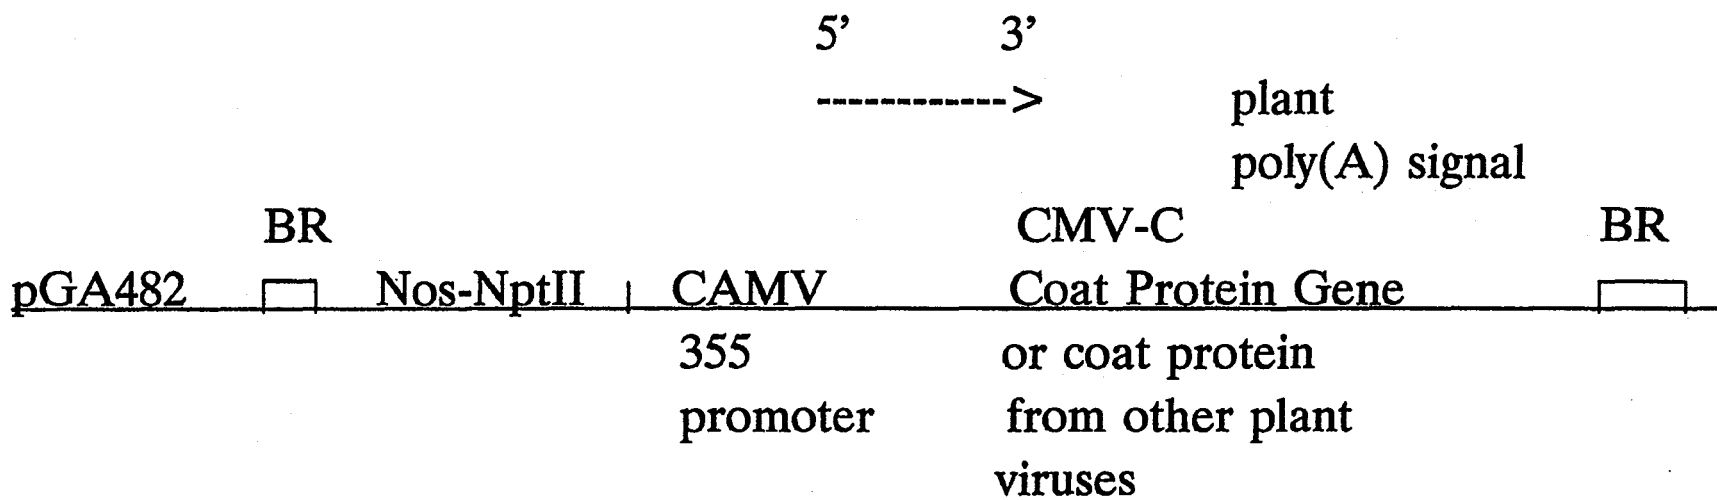 5’ 3’
-----------> plant
poly(A) signal
BR CMV-C BR
pGA482 Nos-NptII CAMV Coat Protein Gene
355 or coat protein
promoter from other plant
viruses